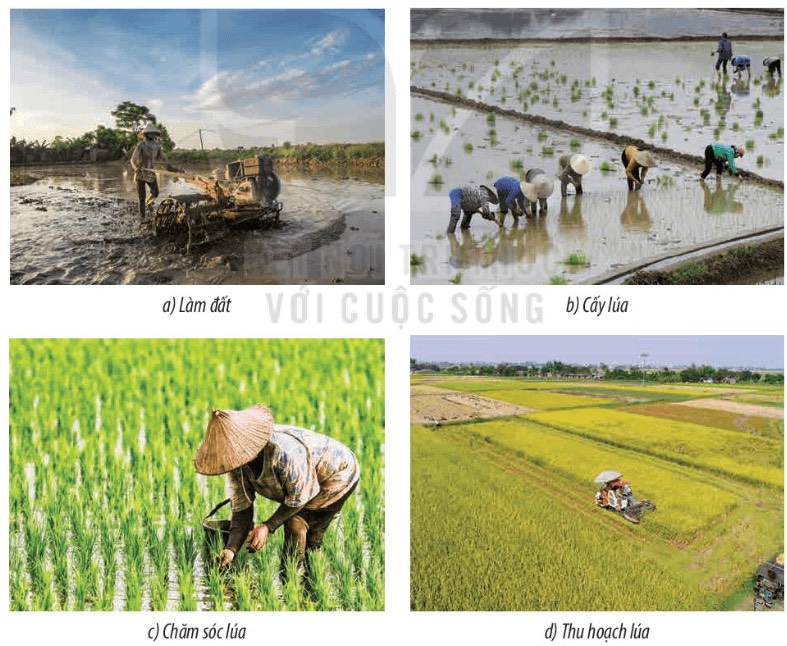 a) Làm đất
b) Cấy lúa
VỚI CUỘC SỐNG
c) Chăm sóc lúa
d) Thu hoạch lúa